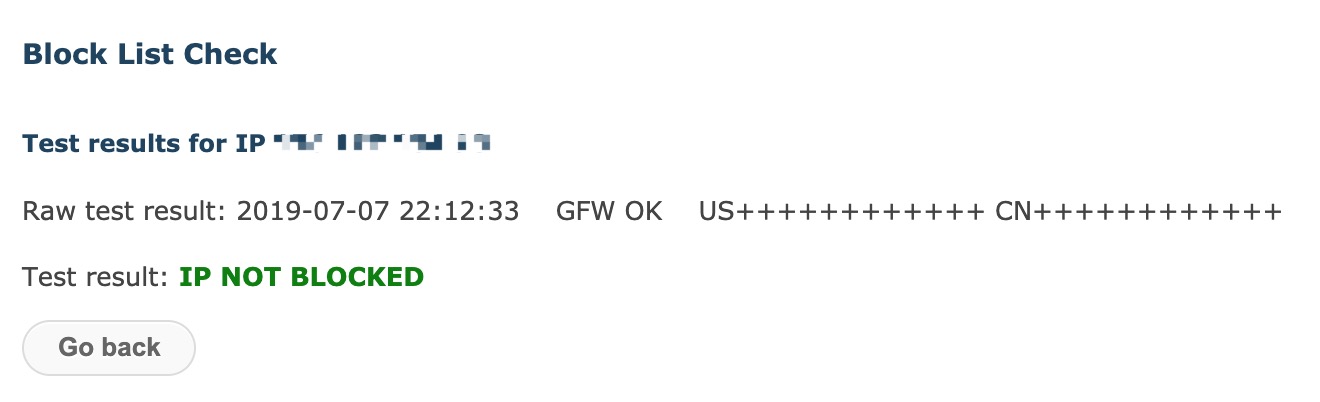 Block List Check
Test results for IP
Raw test result: 2019-07-07 22:12:33 GFW OK US++++++++++++ CN++++++++++++
Test result: IP NOT BLOCKED
Go back